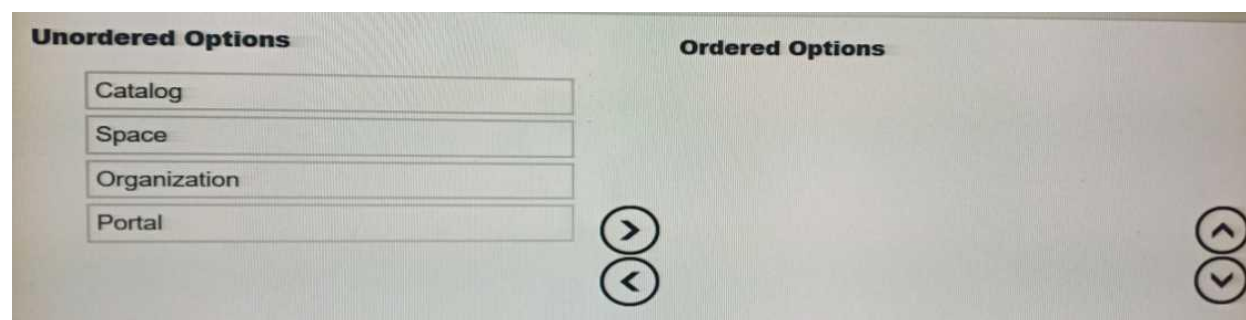 Unordered Options
Ordered Options
Catalog
Space
Organization
Portal